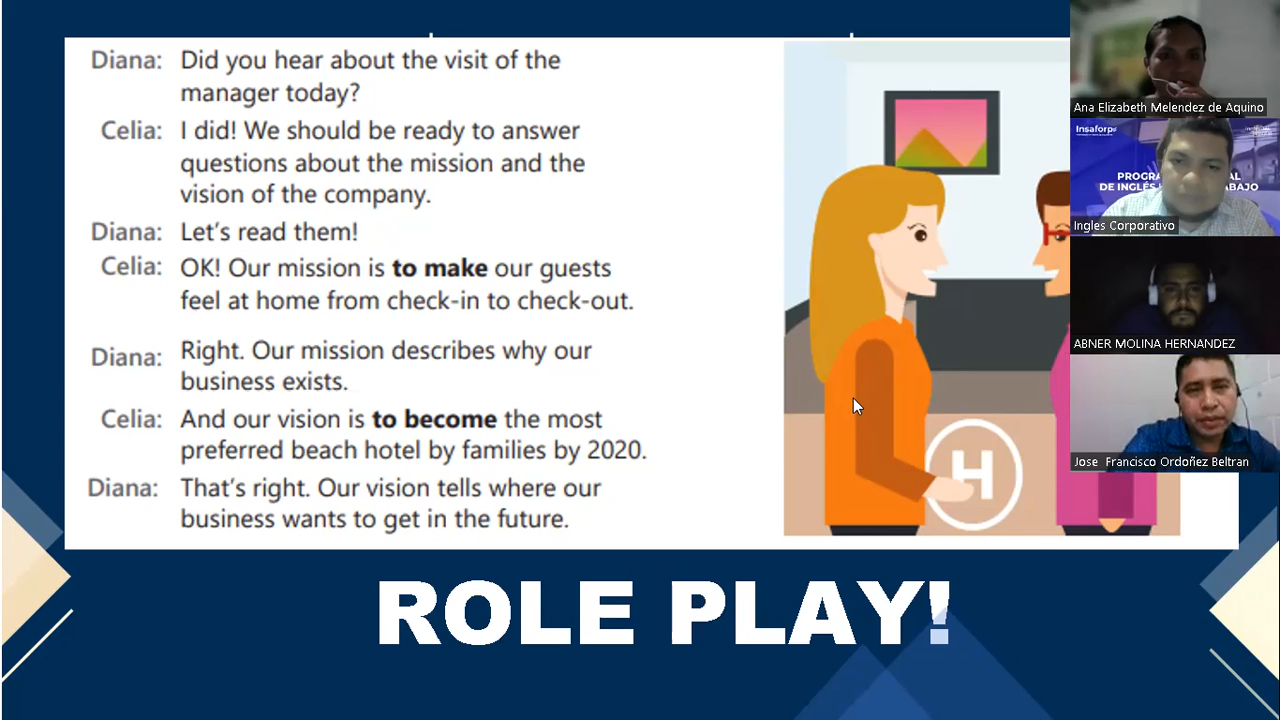 Diana: Did you hear about the visit of the
manager today?
Celia: I did! We should be ready to answer
questions about the mission and the
vision of the company.
Diana: Let's read them!
Celia: OK! Our mission is to make our guests
feel at home from check-in to check-out.
Diana: Right. Our mission describes why our
business exists.
Celia: And our vision is to become the most
preferred beach hotel by families by 2020.
Diana: That's right. Our vision tells where our
business wants to get in the future.
H
ROLE PLAY!
Ana Elizabeth Melendez de Aquino
Insaforp
Ingles Corporativo
ABNER MOLINA HERNANDEZ
Jose Francisco Ordoñez Beltran